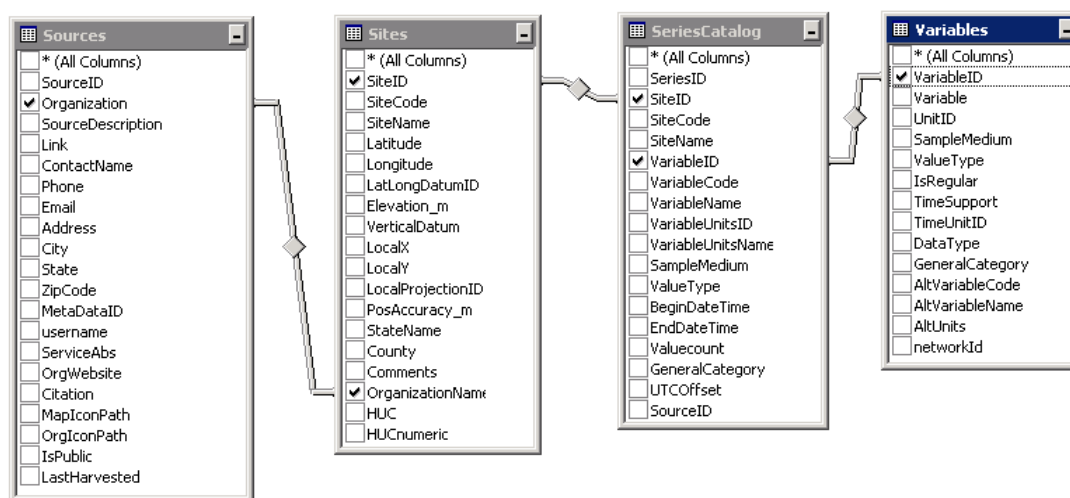 Sources
* (All Columns)
SourceID
Organization
SourceDescription
Link
ContactName
Phone
Email
Address
City
State
ZipCode
MetaDataID
username
ServiceAbs
OrgWebsite
Citation
MapIconPath
OrgIconPath
IsPublic
LastHarvested
Sites
* (All Columns)
SiteID
SiteCode
SiteName
Latitude
Longitude
LatLongDatumID
Elevation_m
VerticalDatum
LocalX
LocalY
LocalProjectionID
PosAccuracy_m
StateName
County
Comments
OrganizationName
HUC
HUCnumeric
SeriesCatalog
* (All Columns)
SeriesID
SiteID
SiteCode
SiteName
VariableID
VariableCode
VariableName
VariableUnitsID
VariableUnitsName
SampleMedium
ValueType
BeginDateTime
EndDateTime
Valuecount
GeneralCategory
UTCOffset
SourceID
Variables
* (All Columns)
VariableID
Variable
UnitID
SampleMedium
ValueType
IsRegular
TimeSupport
TimeUnitID
DataType
GeneralCategory
AltVariableCode
AltVariableName
AltUnits
networkId